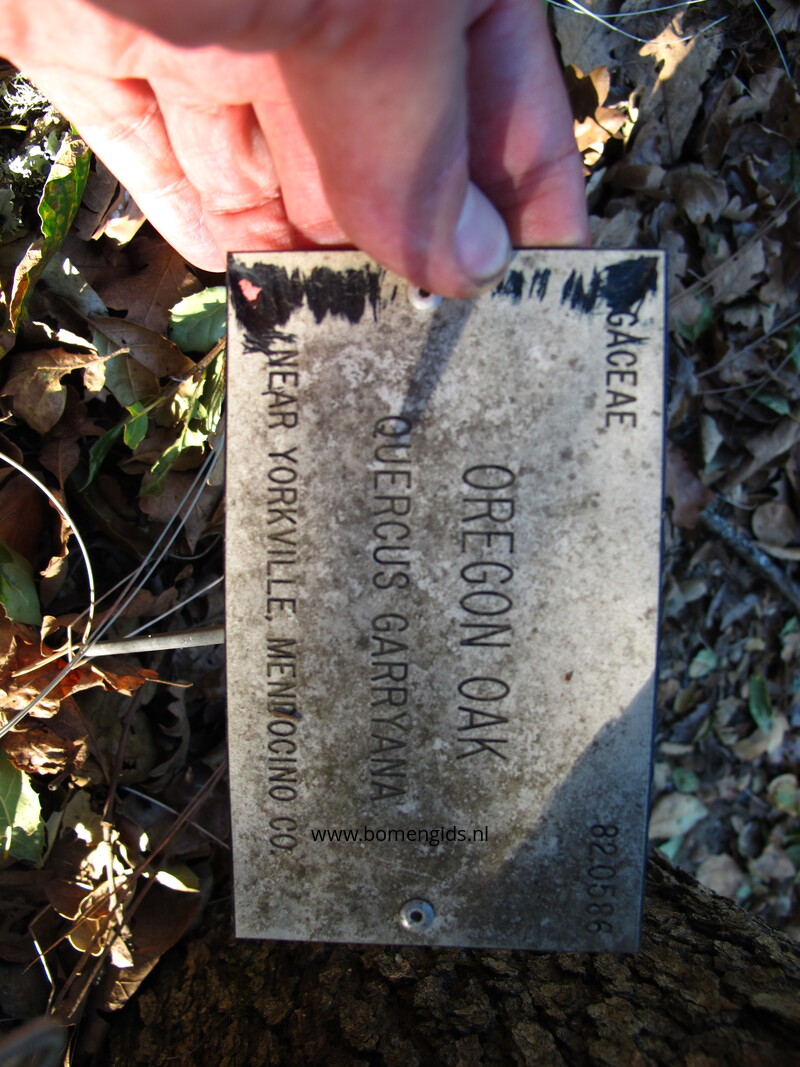 GACEAE
82.0586
OREGON OAK
QUERCUS GARRYANA
NEAR YORKVILLE, MENDOCINO CO.
www.bomengids.nl